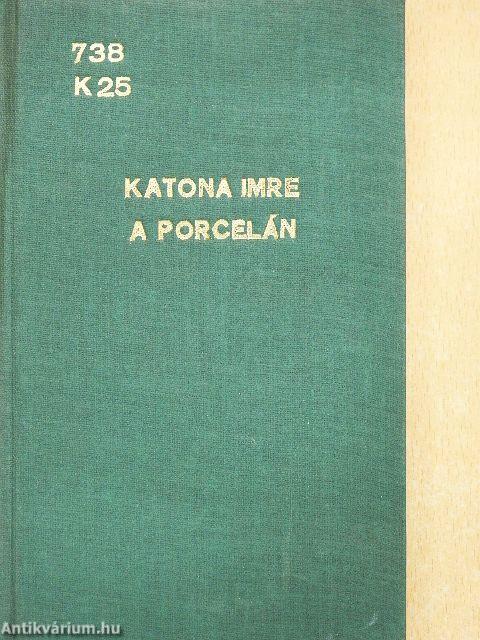 738
K 25
KATONA IMRE
A PORCELÁN
Antikvárium.hu